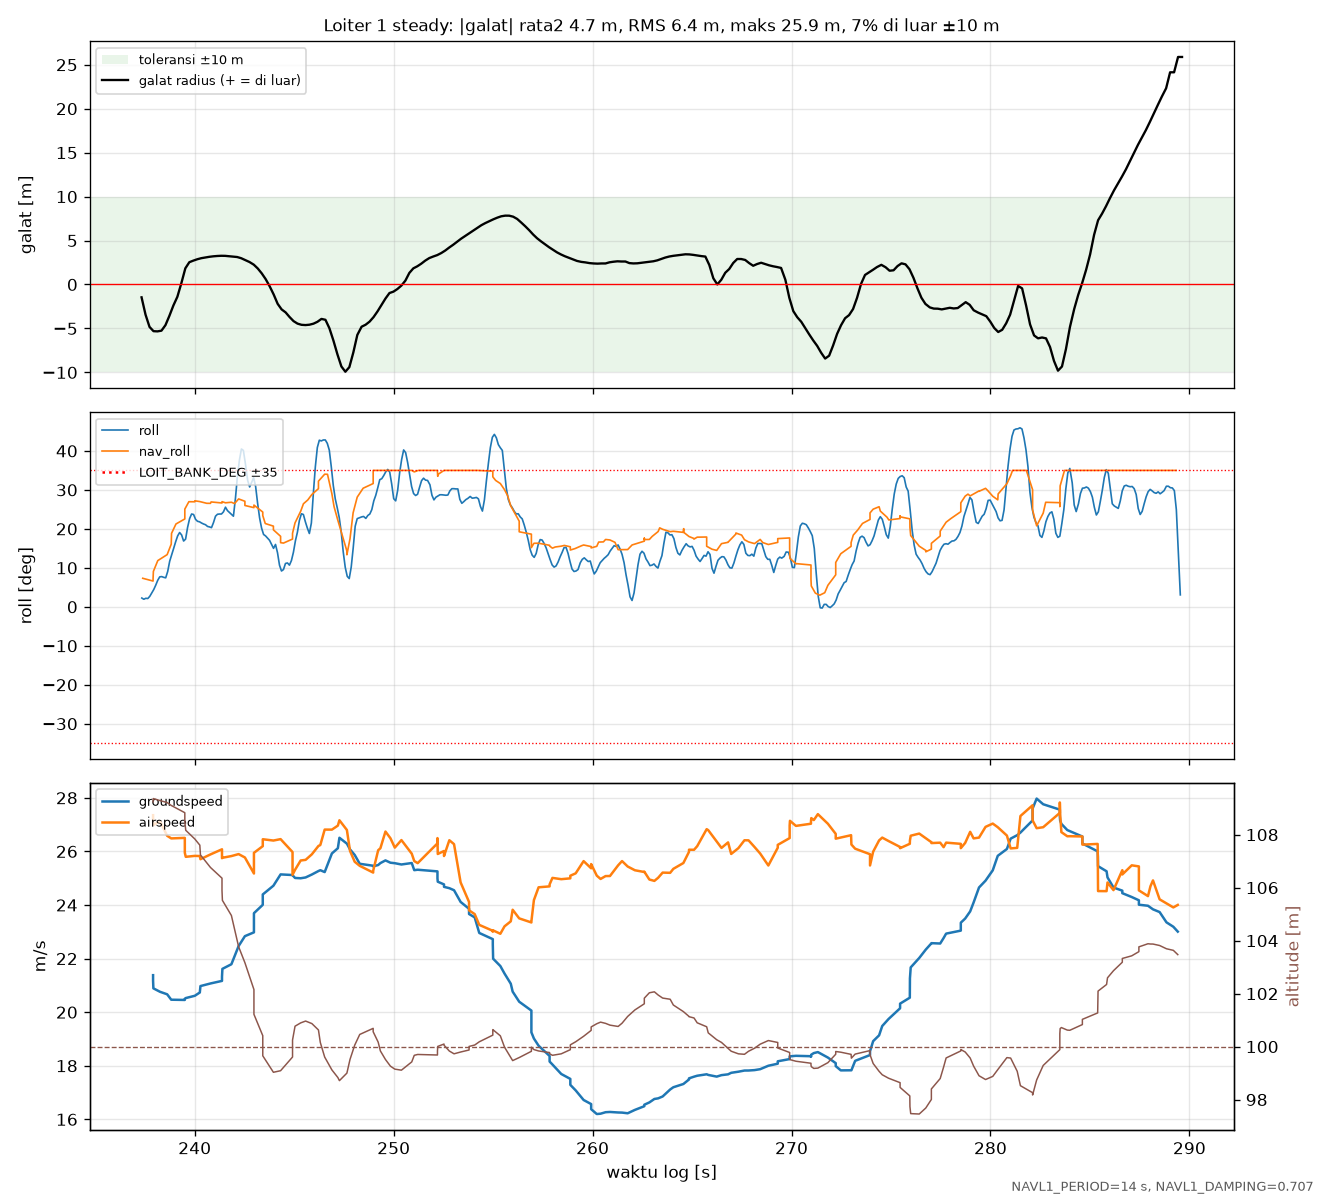 Loiter 1 steady: |galat| rata2 4.7 m, RMS 6.4 m, maks 25.9 m, 7% di luar ±10 m
toleransi ±10 m
galat radius (+ = di luar)
galat [m]
25
20
15
10
5
0
−5
−10
roll
nav_roll
LOIT_BANK_DEG ±35
roll [deg]
40
30
20
10
0
−10
−20
−30
groundspeed
airspeed
m/s
28
26
24
22
20
18
16
altitude [m]
108
106
104
102
100
98
240
250
260
270
280
290
waktu log [s]
NAVL1_PERIOD=14 s, NAVL1_DAMPING=0.707